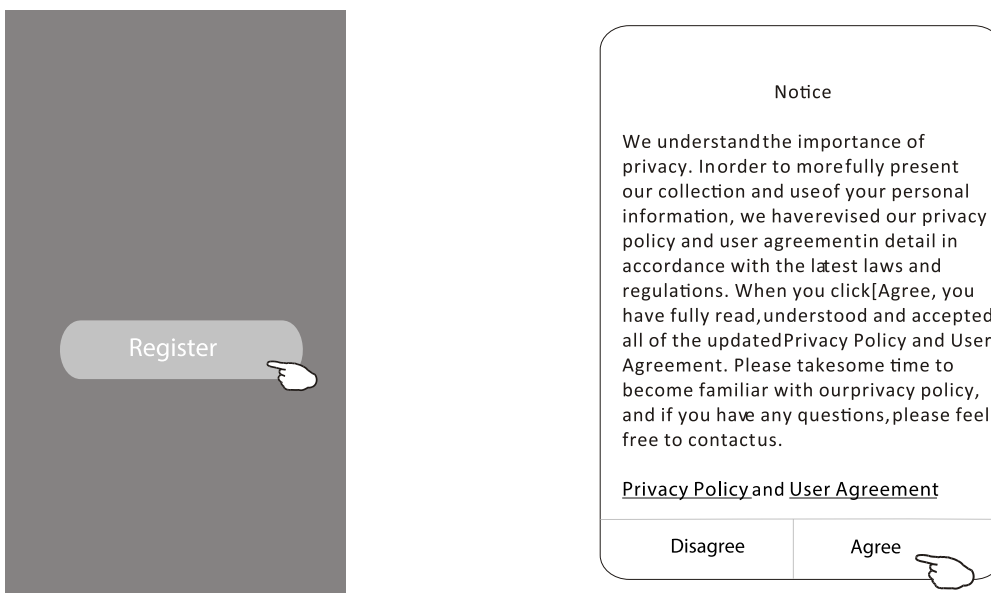 Register
Notice
We understandthe importance of
privacy. Inorder to morefully present
our collection and useof your personal
information, we haverevised our privacy
policy and user agreementin detail in
accordance with the latest laws and
regulations. When you click[Agree, you
have fully read,understood and accepted
all of the updatedPrivacy Policy and User
Agreement. Please takesome time to
become familiar with ourprivacy policy,
and if you have any questions,please feel
free to contactus.
Privacy Policy and User Agreement
Disagree
Agree